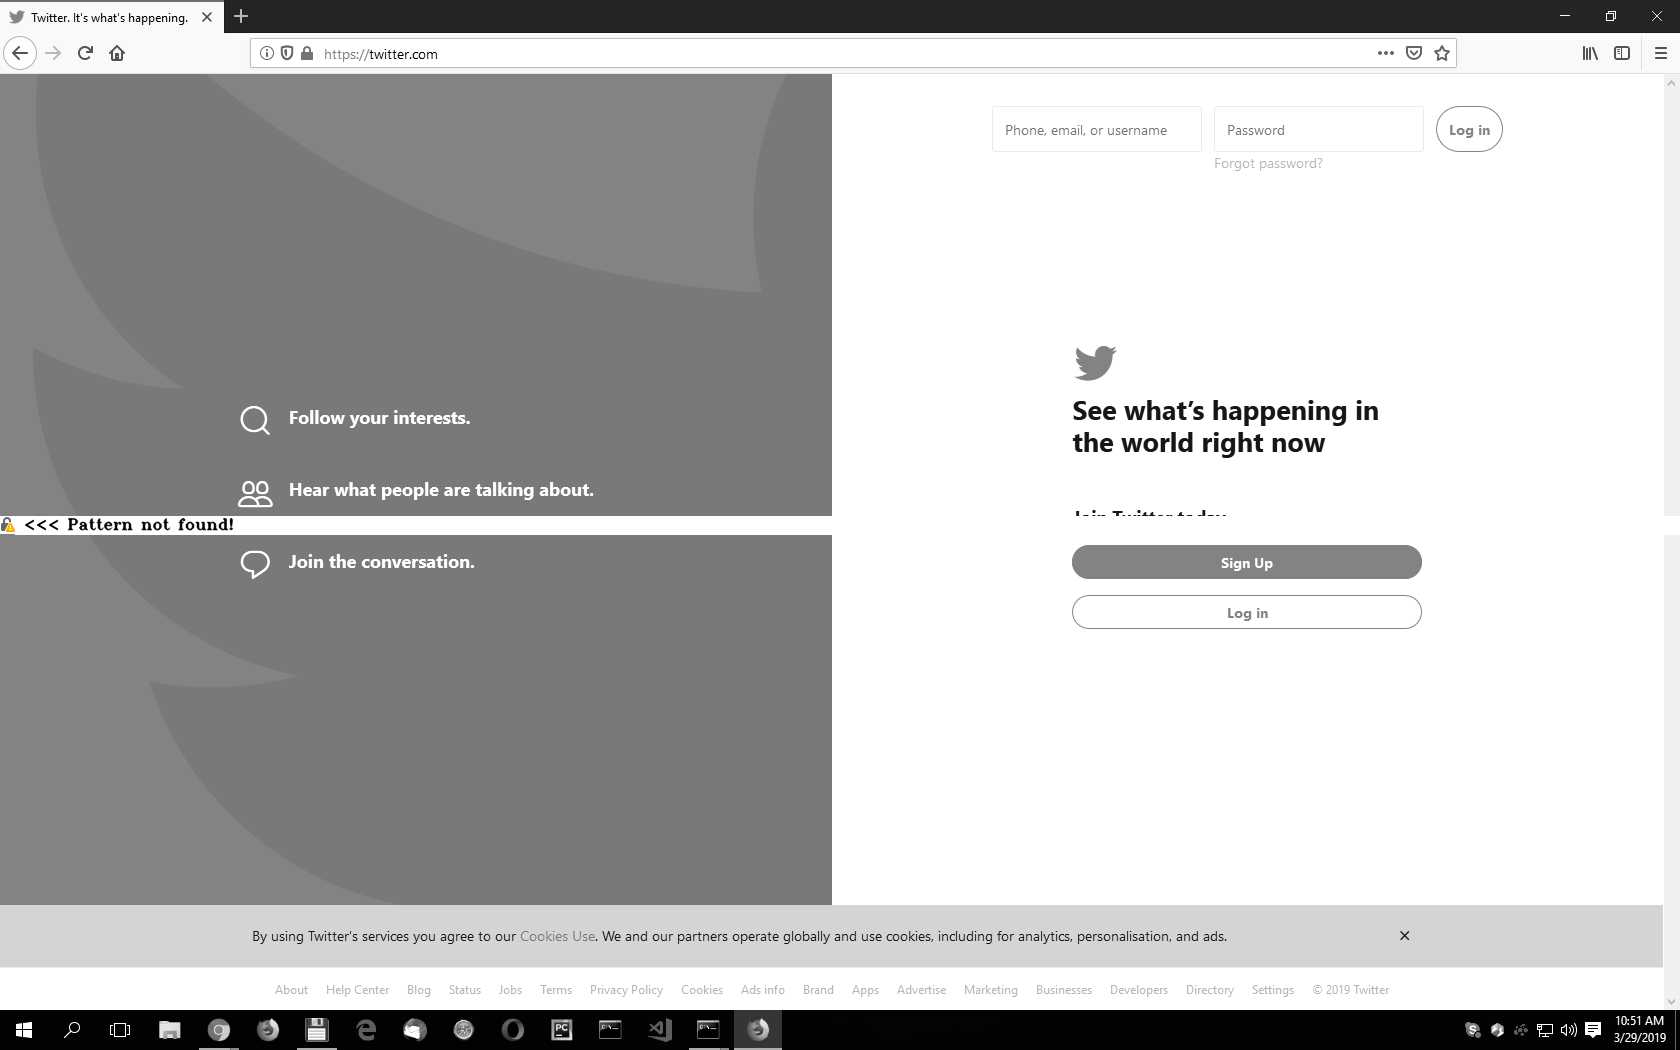 Twitter. It's what's happening.
https://twitter.com
Phone, email, or username
Password
Log in
Forgot password?
See what's happening in
the world right now
Follow your interests.
Hear what people are talking about.
Join Twitter today
<<< Pattern not found!
Join the conversation.
Sign Up
Log in
By using Twitter's services you agree to our Cookies Use. We and our partners operate globally and use cookies, including for analytics, personalisation, and ads.
About Help Center Blog Status Jobs Terms Privacy Policy Cookies Ads info Brand Apps Advertise Marketing Businesses Developers Directory Settings © 2019 Twitter
PC
10:51 AM
3/29/2019